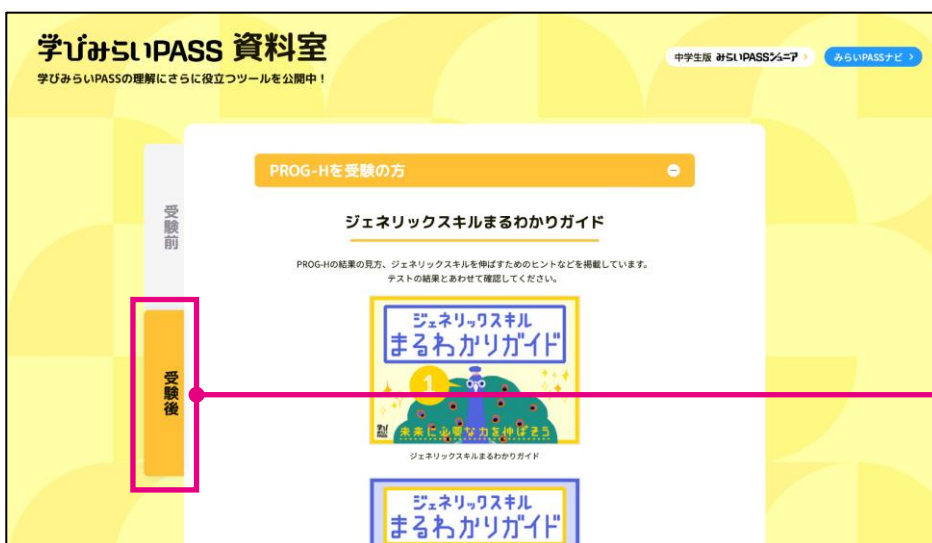 学びみらいPASS 資料室
学びみらいPASSの理解にさらに役立つツールを公開中！
中学生版 みらいPASSジュニア
みらいPASSナビ
受験前
受験後
PROG-Hを受験の方
ジェネリックスキルまるわかりガイド
PROG-Hの結果の見方、ジェネリックスキルを伸ばすためのヒントなどを掲載しています。
テストの結果とあわせて確認してください。
ジェネリックスキル
まるわかりガイド
1
未来に必要な力を伸ばそう
ジェネリックスキルまるわかりガイド
ジェネリックスキル
まるわかりガイド